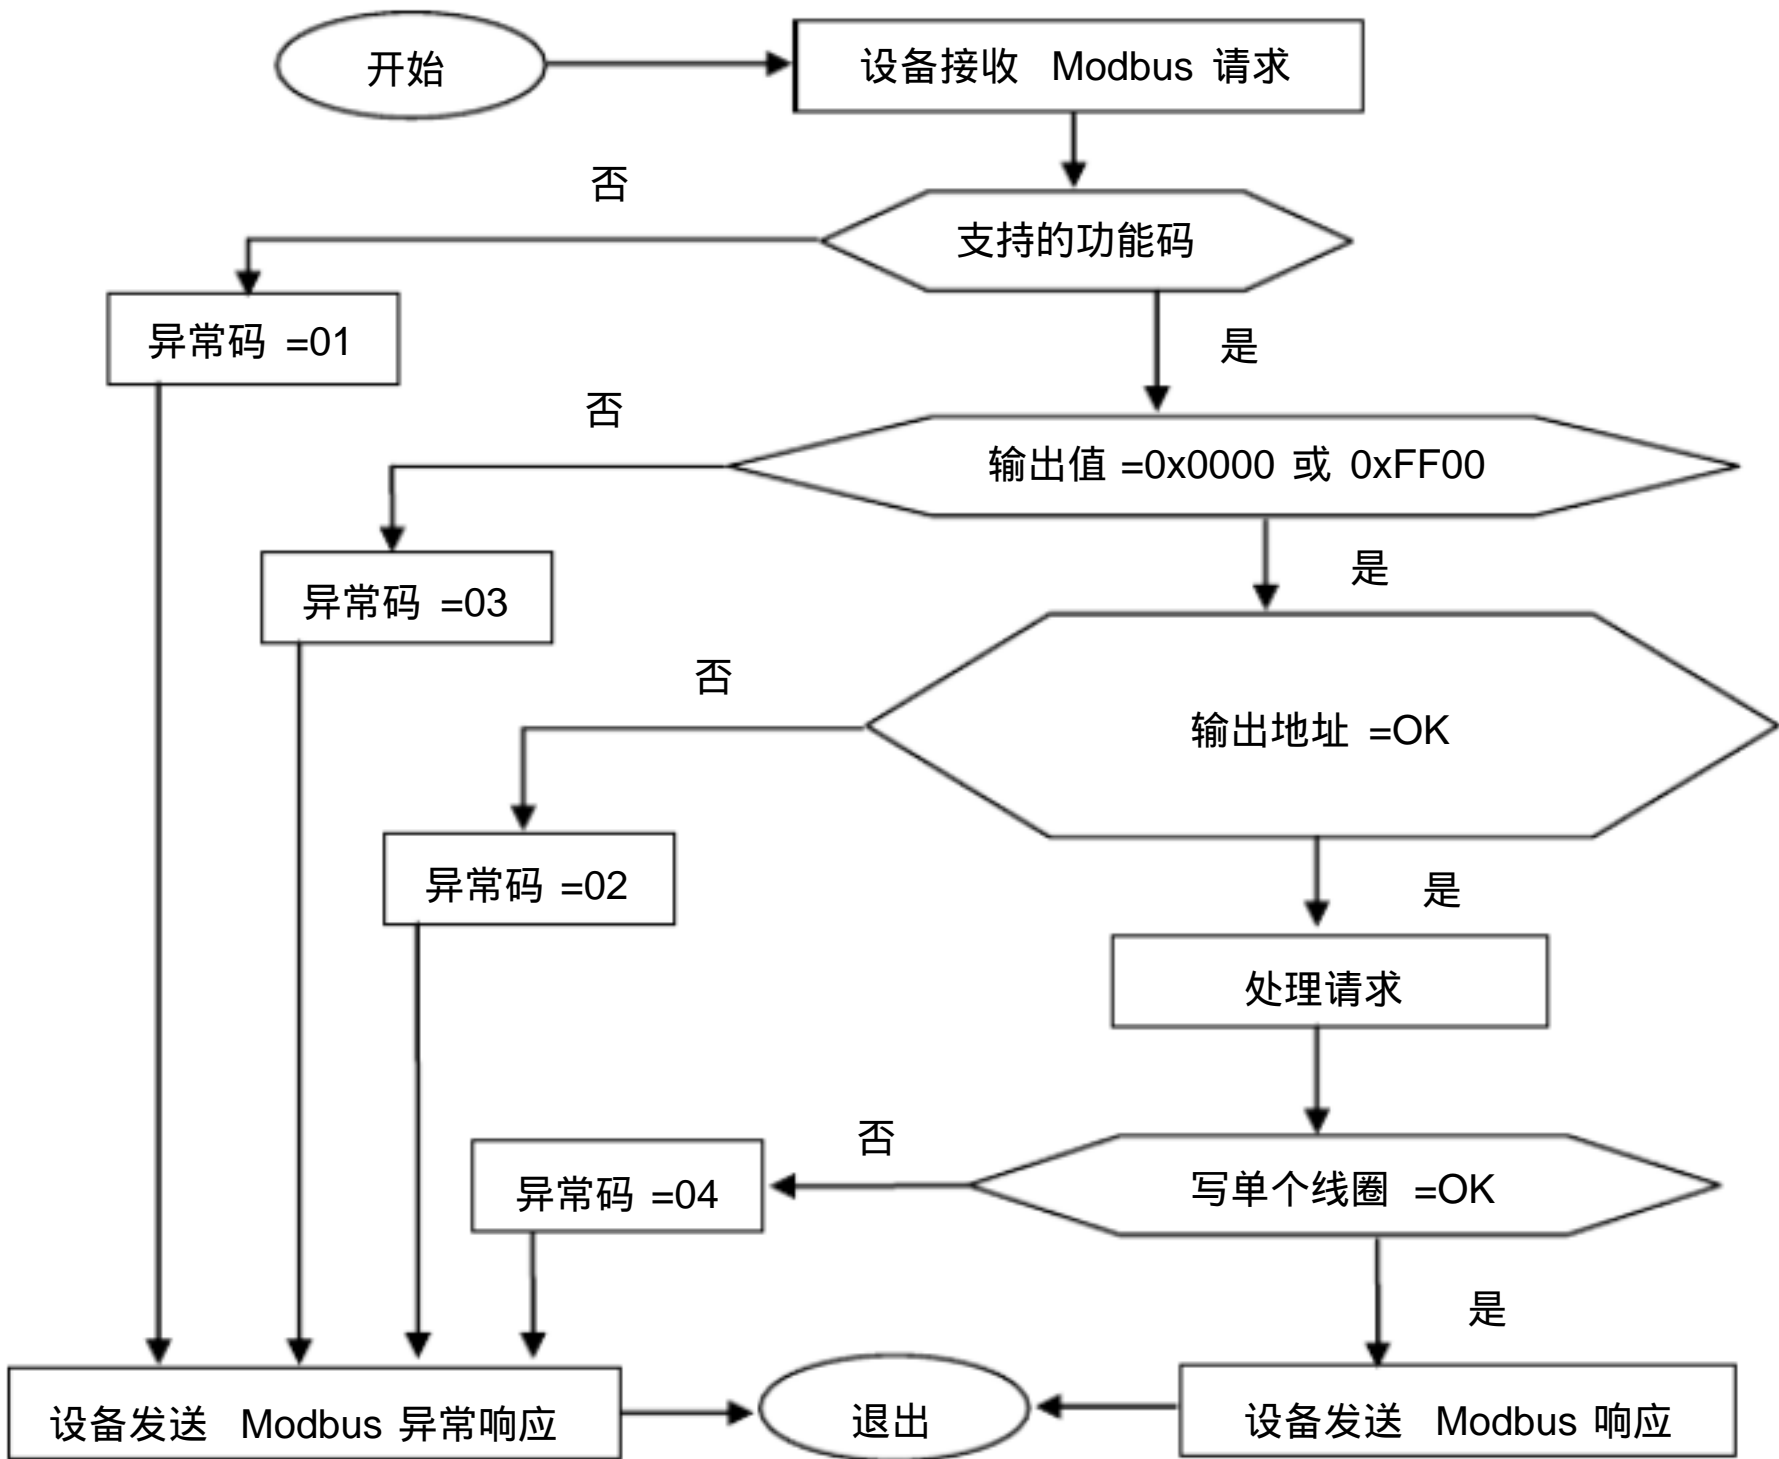 开始
设备接收 Modbus 请求
否
支持的功能码
异常码 =01
是
否
输出值 =0x0000 或 0xFF00
是
异常码 =03
否
输出地址 =OK
异常码 =02
是
处理请求
否
异常码 =04
写单个线圈 =OK
是
设备发送 Modbus 异常响应
退出
设备发送 Modbus 响应